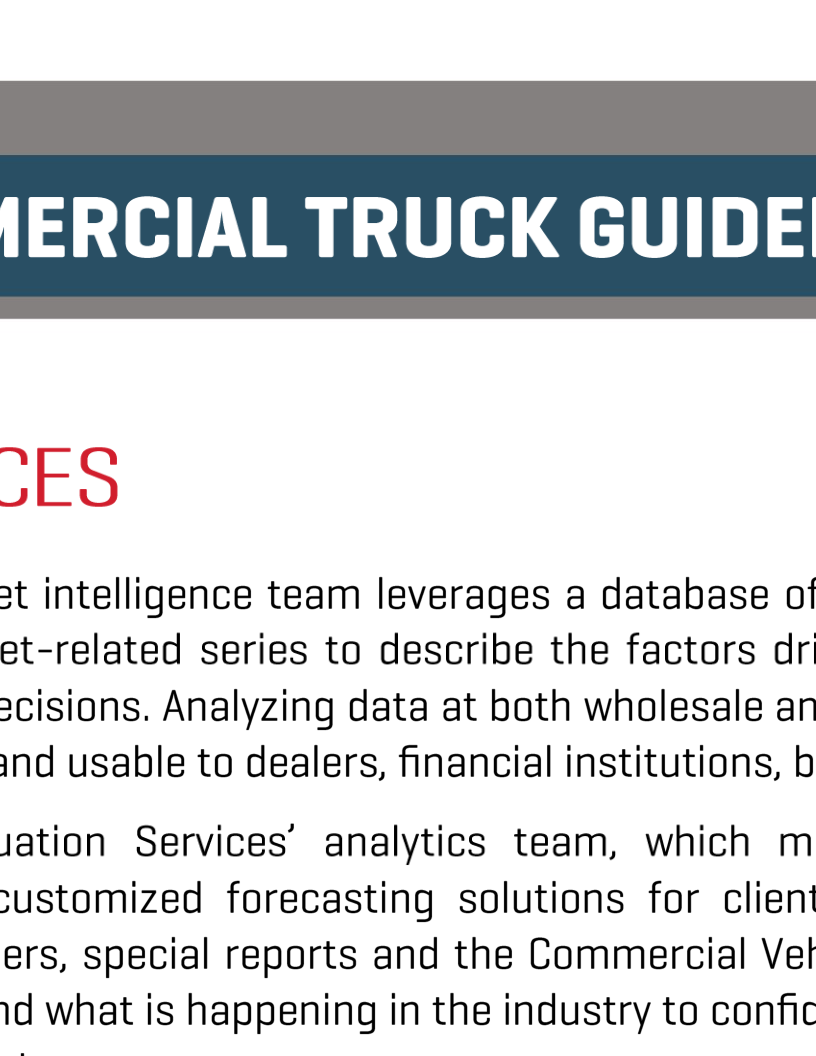 MERCIAL TRUCK GUIDE
CES
et intelligence team leverages a database of
et-related series to describe the factors dri
ecisions. Analyzing data at both wholesale an
and usable to dealers, financial institutions, b
uation Services’ analytics team, which m
customized forecasting solutions for client
ers, special reports and the Commercial Veh
nd what is happening in the industry to confid